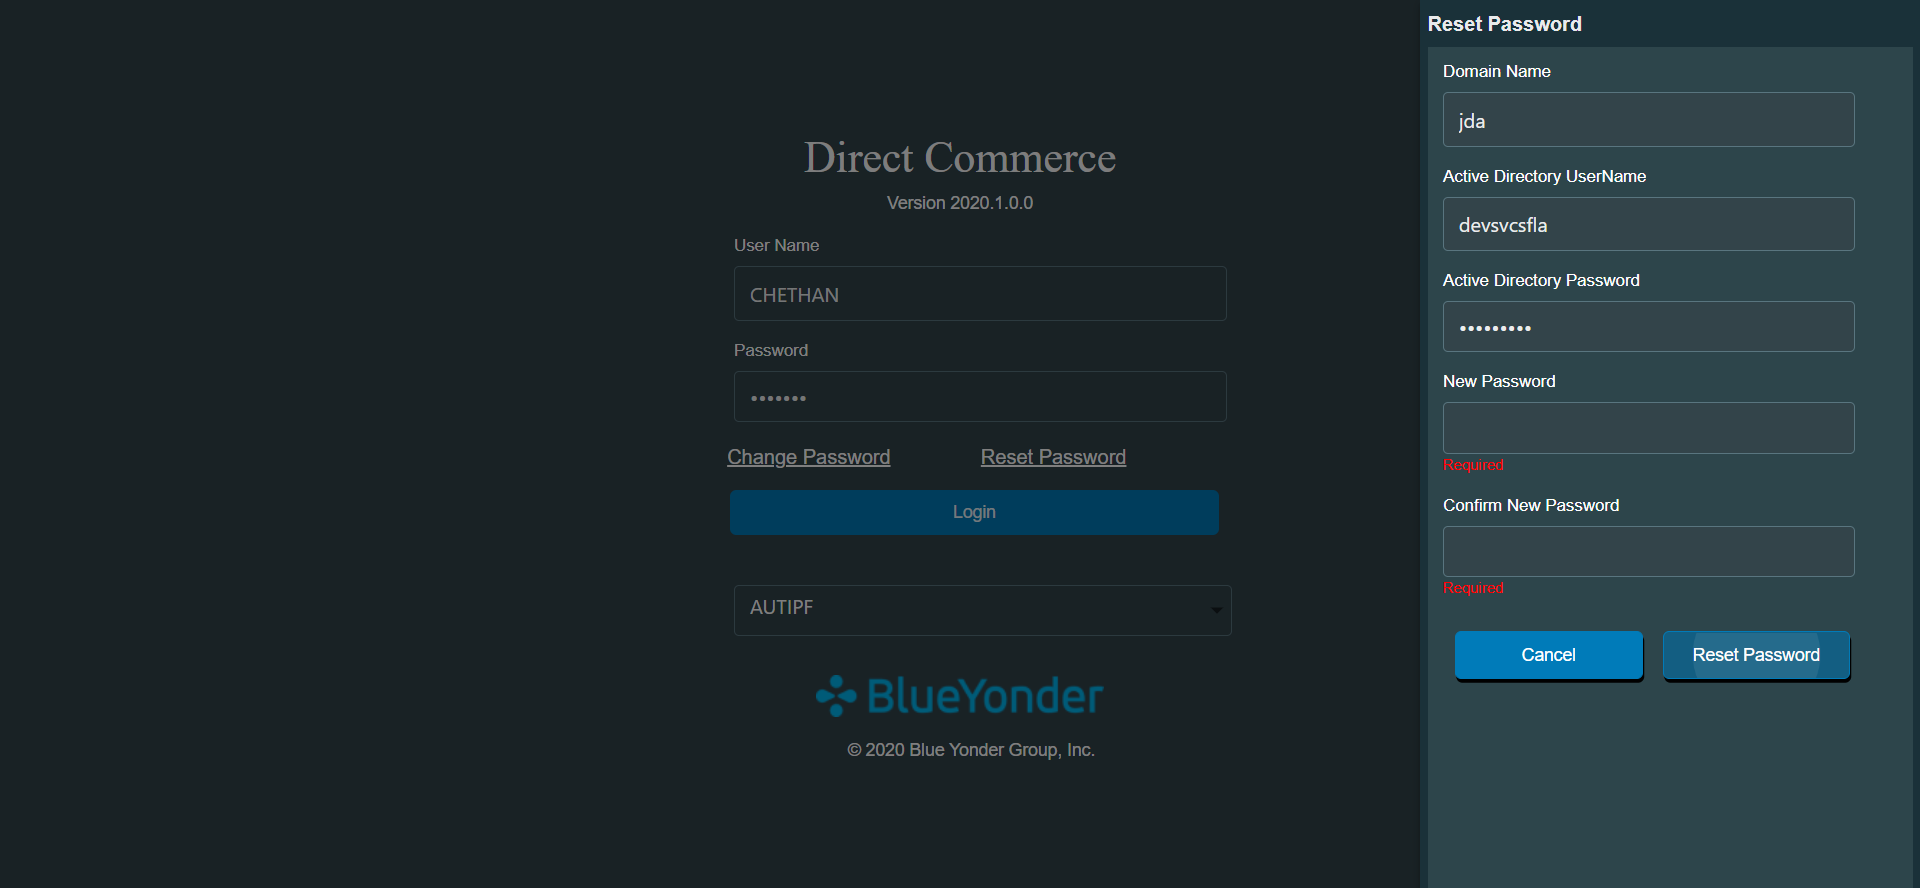 Direct Commerce
Version 2020.1.0.0
User Name
CHETHAN
Password
•••••••
Change Password
Reset Password
Login
AUTIPF
BlueYonder
© 2020 Blue Yonder Group, Inc.
Reset Password
Domain Name
jda
Active Directory UserName
devsvcsfla
Active Directory Password
•••••••••
New Password
Required
Confirm New Password
Required
Cancel
Reset Password